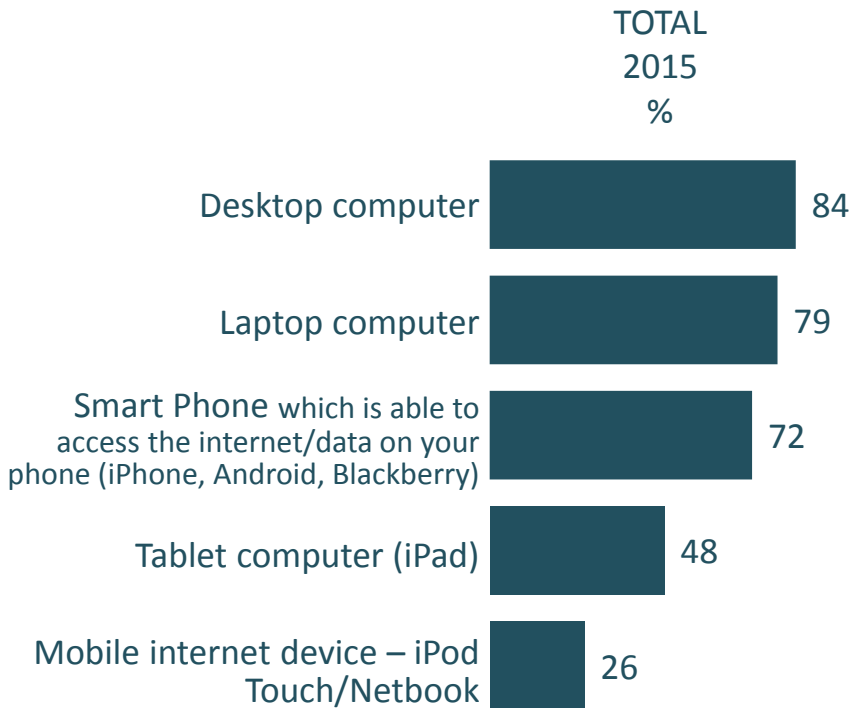 TOTAL
2015
%
Desktop computer
84
Laptop computer
79
Smart Phone which is able to
access the internet/data on your
phone (iPhone, Android, Blackberry)
72
Tablet computer (iPad)
48
Mobile internet device – iPod
Touch/Netbook
26